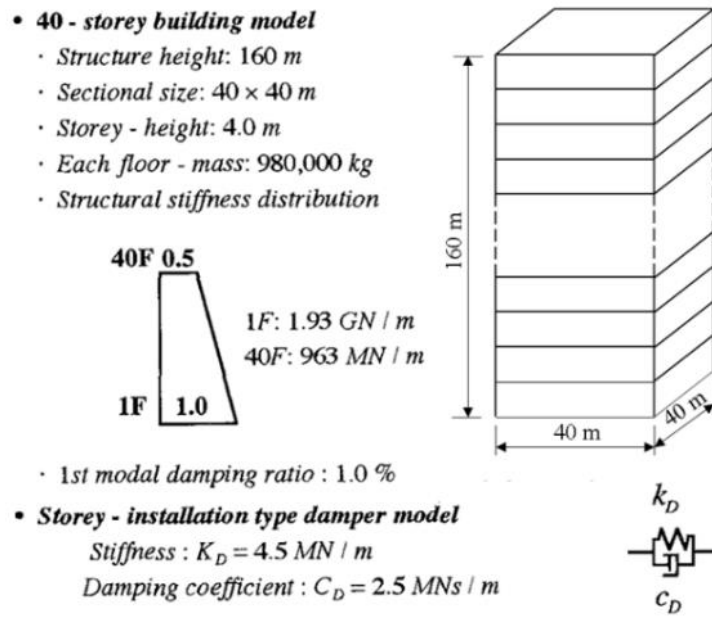 • 40 - storey building model
· Structure height: 160 m
· Sectional size: 40 × 40 m
· Storey - height: 4.0 m
· Each floor - mass: 980,000 kg
· Structural stiffness distribution
40F 0.5
1F: 1.93 GN / m
40F: 963 MN / m
1F 1.0
160 m
40 m
40 m
· 1st modal damping ratio : 1.0 %
• Storey - installation type damper model
Stiffness : K_D = 4.5 MN / m
Damping coefficient : C_D = 2.5 MNs / m
k_D
c_D